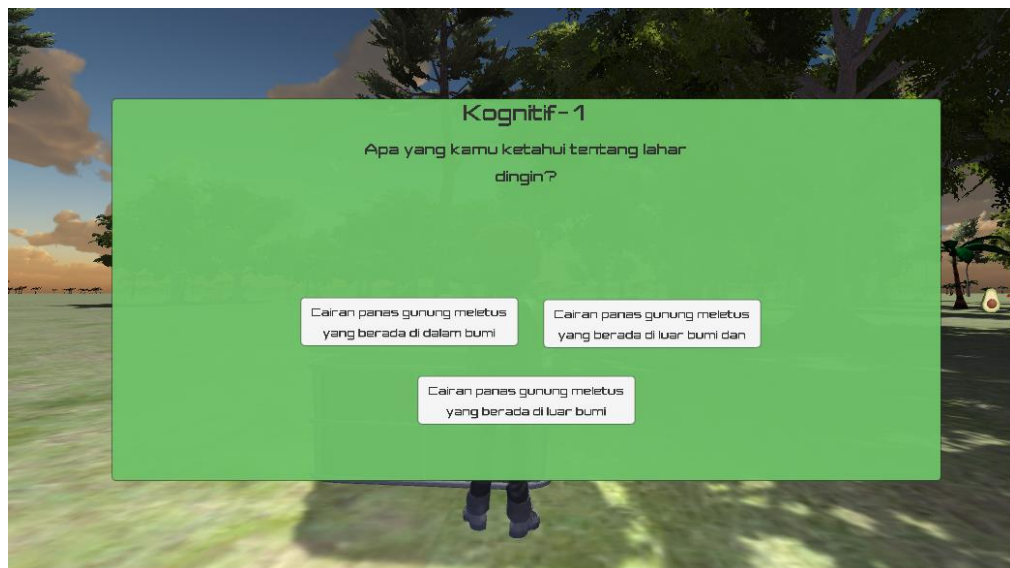 Kognitif-1
Apa yang kamu ketahui tentang lahar
dingin?
Cairan panas gunung meletus
yang berada di dalam bumi
Cairan panas gunung meletus
yang berada di luar bumi dan
Cairan panas gunung meletus
yang berada di luar bumi